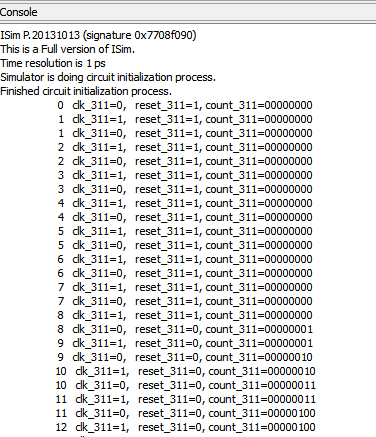 Console
ISim P.20131013 (signature 0x7708f090)
This is a Full version of ISim.
Time resolution is 1 ps
Simulator is doing circuit initialization process.
Finished circuit initialization process.
0 clk_311=0, reset_311=1, count_311=00000000
1 clk_311=1, reset_311=1, count_311=00000000
1 clk_311=0, reset_311=1, count_311=00000000
2 clk_311=1, reset_311=1, count_311=00000000
2 clk_311=0, reset_311=1, count_311=00000000
3 clk_311=1, reset_311=1, count_311=00000000
3 clk_311=0, reset_311=1, count_311=00000000
4 clk_311=1, reset_311=1, count_311=00000000
4 clk_311=0, reset_311=1, count_311=00000000
5 clk_311=1, reset_311=1, count_311=00000000
5 clk_311=0, reset_311=1, count_311=00000000
6 clk_311=1, reset_311=1, count_311=00000000
6 clk_311=0, reset_311=1, count_311=00000000
7 clk_311=1, reset_311=1, count_311=00000000
7 clk_311=0, reset_311=1, count_311=00000000
8 clk_311=1, reset_311=1, count_311=00000000
8 clk_311=0, reset_311=0, count_311=00000001
9 clk_311=1, reset_311=0, count_311=00000001
9 clk_311=0, reset_311=0, count_311=00000010
10 clk_311=1, reset_311=0, count_311=00000010
10 clk_311=0, reset_311=0, count_311=00000011
11 clk_311=1, reset_311=0, count_311=00000011
11 clk_311=0, reset_311=0, count_311=00000100
12 clk_311=1, reset_311=0, count_311=00000100